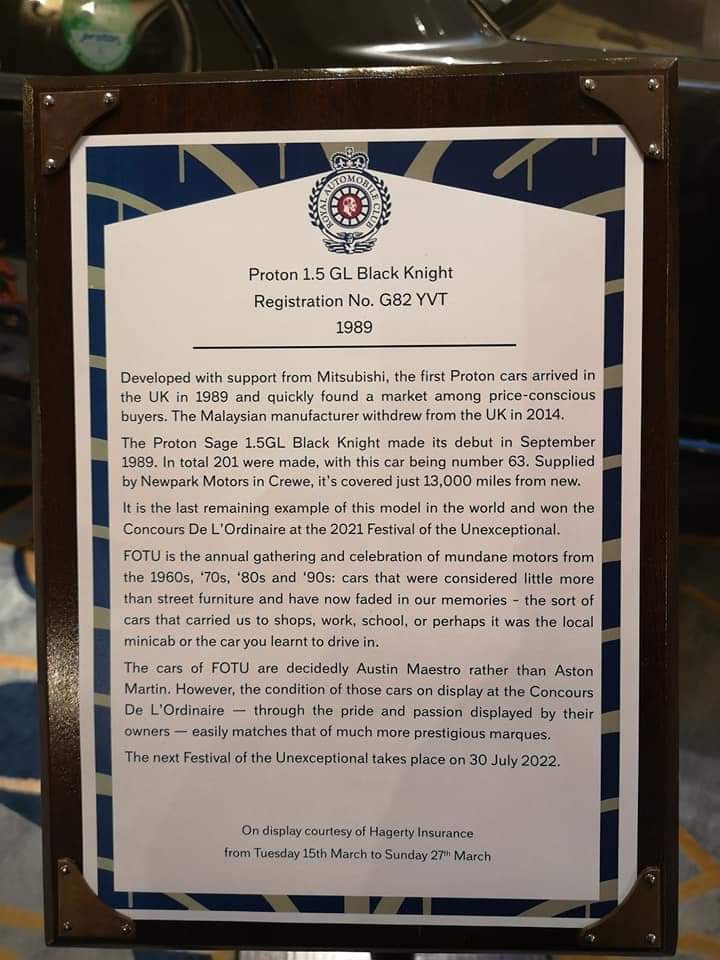 proton
ROYAL AUTOMOBILE CLUB
Proton 1.5 GL Black Knight
Registration No. G82 YVT
1989
Developed with support from Mitsubishi, the first Proton cars arrived in
the UK in 1989 and quickly found a market among price-conscious
buyers. The Malaysian manufacturer withdrew from the UK in 2014.
The Proton Sage 1.5GL Black Knight made its debut in September
1989. In total 201 were made, with this car being number 63. Supplied
by Newpark Motors in Crewe, it's covered just 13,000 miles from new.
It is the last remaining example of this model in the world and won the
Concours De L'Ordinaire at the 2021 Festival of the Unexceptional.
FOTU is the annual gathering and celebration of mundane motors from
the 1960s, '70s, '80s and '90s: cars that were considered little more
than street furniture and have now faded in our memories – the sort of
cars that carried us to shops, work, school, or perhaps it was the local
minicab or the car you learnt to drive in.
The cars of FOTU are decidedly Austin Maestro rather than Aston
Martin. However, the condition of those cars on display at the Concours
De L'Ordinaire — through the pride and passion displayed by their
owners — easily matches that of much more prestigious marques.
The next Festival of the Unexceptional takes place on 30 July 2022.
On display courtesy of Hagerty Insurance
from Tuesday 15th March to Sunday 27th March